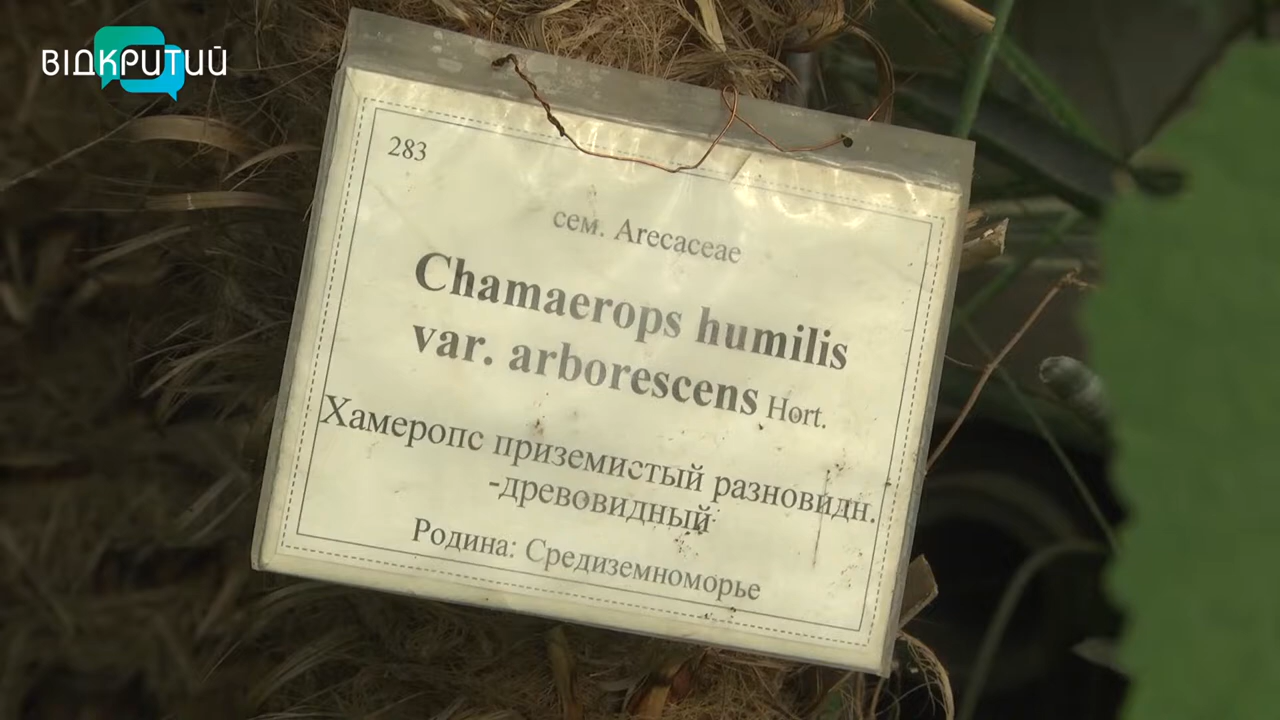 ВІДКРИТИЙ
283
сем. Arecaceae
Chamaerops humilis
var. arborescens Hort.
Хамеропс приземистый разновидн.
-древовидный
Родина: Средиземноморье